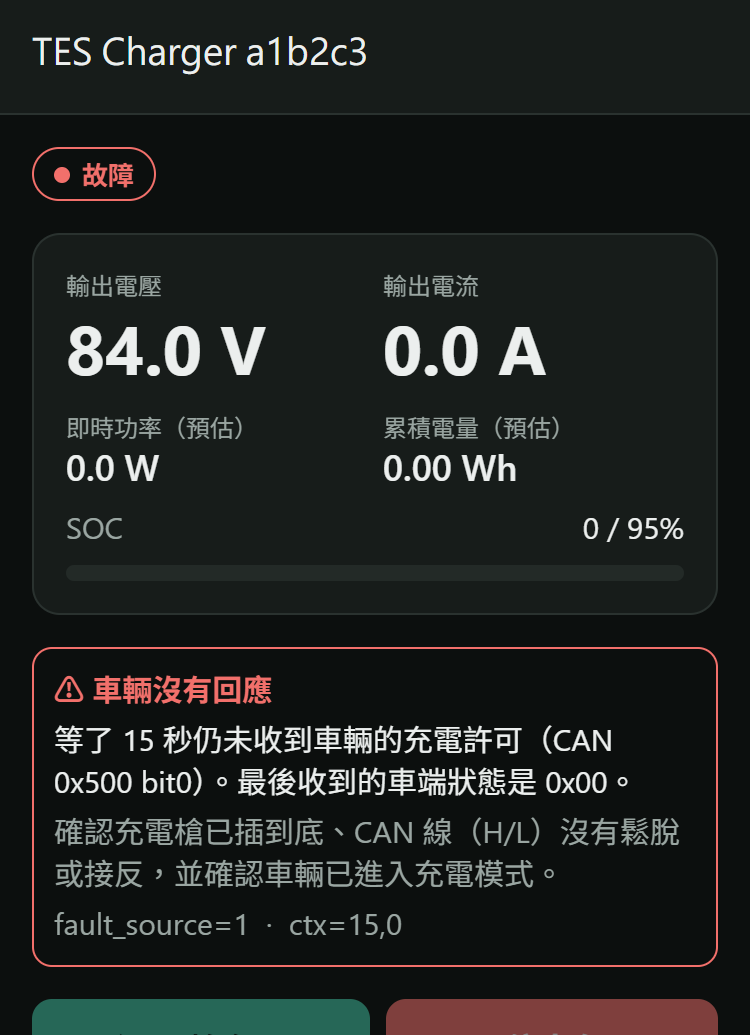 TES Charger a1b2c3
故障
輸出電壓
輸出電流
84.0 V
0.0 A
即時功率（預估）
累積電量（預估）
0.0 W
0.00 Wh
SOC
0 / 95%
車輛沒有回應
等了 15 秒仍未收到車輛的充電許可（CAN
0x500 bit0）。最後收到的車端狀態是 0x00。
確認充電槍已插到底、CAN 線（H/L）沒有鬆脫
或接反，並確認車輛已進入充電模式。
fault_source=1 · ctx=15,0